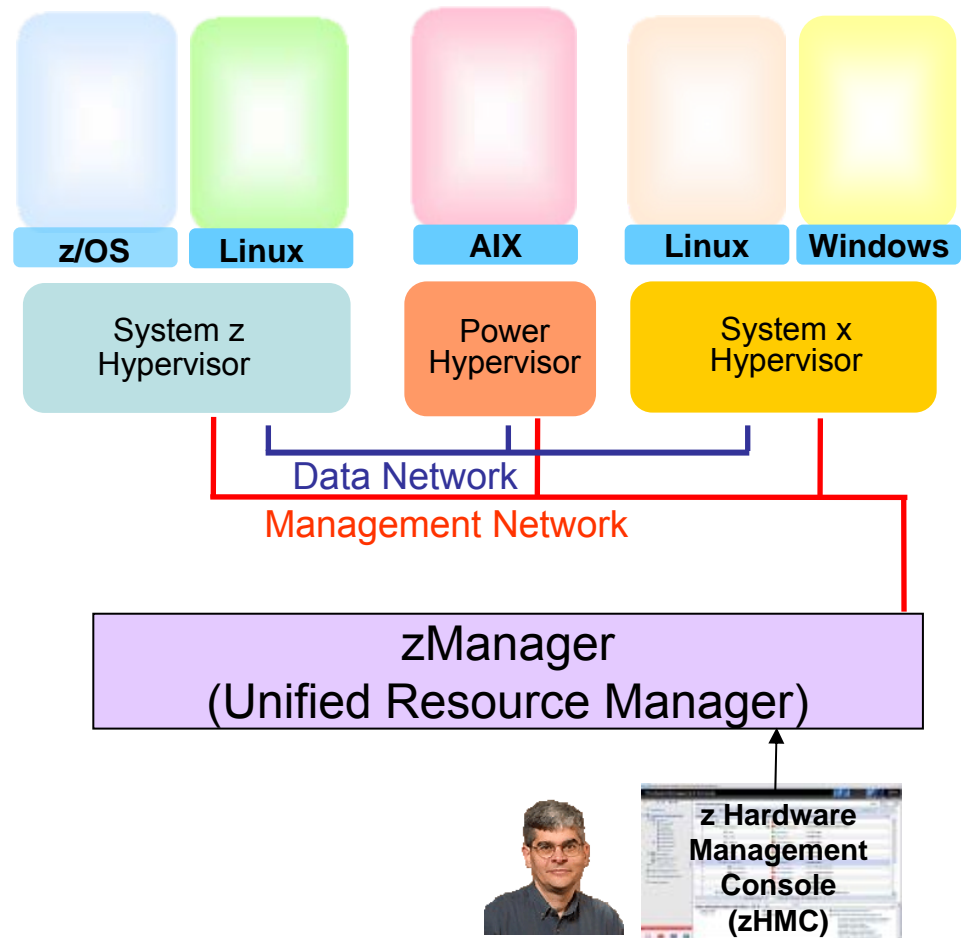 z/OS
Linux
AIX
Linux
Windows
System z
Hypervisor
Power
Hypervisor
System x
Hypervisor
Data Network
Management Network
zManager
(Unified Resource Manager)
z Hardware
Management
Console
(zHMC)